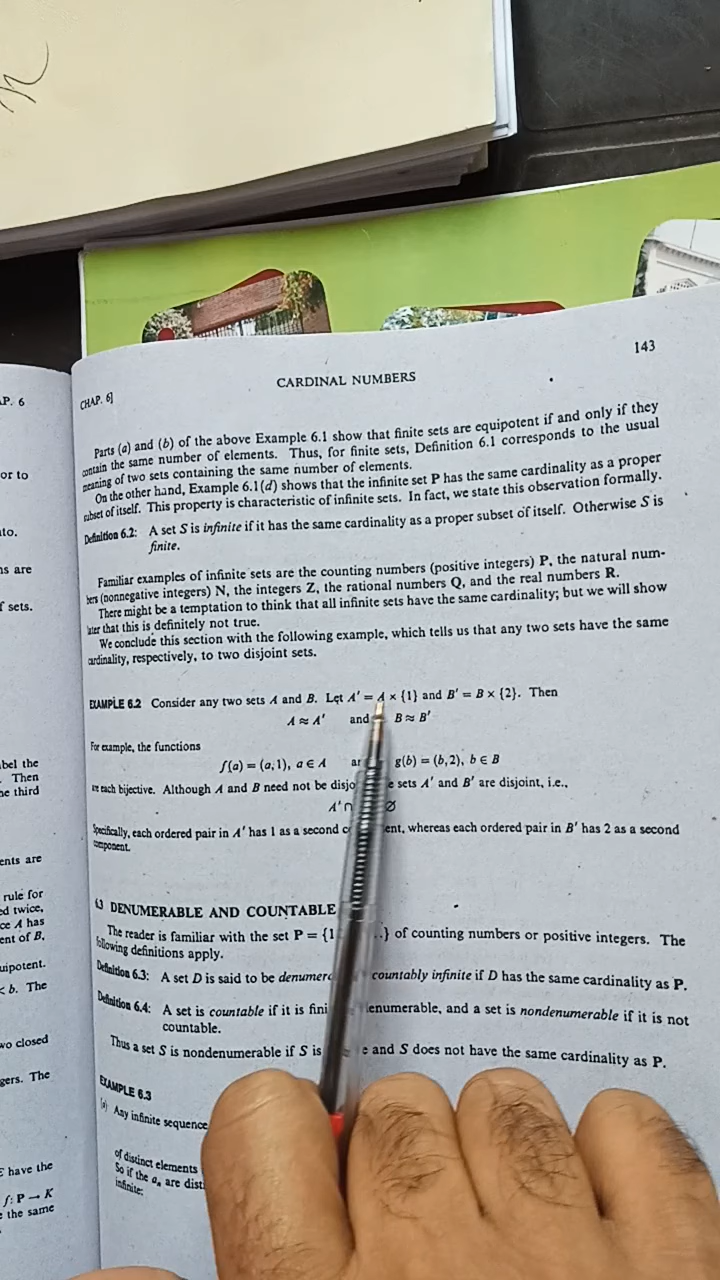 143
CHAP. 6]
CARDINAL NUMBERS
Parts (a) and (b) of the above Example 6.1 show that finite sets are equipotent if and only if they
contain the same number of elements. Thus, for finite sets, Definition 6.1 corresponds to the usual
meaning of two sets containing the same number of elements.
On the other hand, Example 6.1(d) shows that the infinite set P has the same cardinality as a proper
subset of itself. This property is characteristic of infinite sets. In fact, we state this observation formally.
Definition 6.2: A set S is infinite if it has the same cardinality as a proper subset of itself. Otherwise S is
finite.
Familiar examples of infinite sets are the counting numbers (positive integers) P, the natural num-
bers (nonnegative integers) N, the integers Z, the rational numbers Q, and the real numbers R.
There might be a temptation to think that all infinite sets have the same cardinality; but we will show
later that this is definitely not true.
We conclude this section with the following example, which tells us that any two sets have the same
cardinality, respectively, to two disjoint sets.
EXAMPLE 6.2 Consider any two sets A and B. Let A' = A × {1} and B' = B × {2}. Then
A ≈ A' and B ≈ B'
For example, the functions
f(a) = (a, 1), a ∈ A g(b) = (b, 2), b ∈ B
are each bijective. Although A and B need not be sets A' and B' are disjoint, i.e.,
A' ∩ ∅
Specifically, each ordered pair in A' has 1 as a second whereas each ordered pair in B' has 2 as a second
component.
6.3 DENUMERABLE AND COUNTABLE
The reader is familiar with the set P = {1 ..} of counting numbers or positive integers. The
following definitions apply.
Definition 6.3: A set D is said to be countably infinite if D has the same cardinality as P.
Definition 6.4: A set is countable if it is denumerable, and a set is nondenumerable if it is not
countable.
Thus a set S is nondenumerable if S is and S does not have the same cardinality as P.
EXAMPLE 6.3
(a) Any infinite sequence
of distinct elements
So if the aₙ are
infinite:
P. 6
or to
ns are
f sets.
bel the
Then
he third
ents are
rule for
ed twice,
ce A has
ent of B,
uipotent.
< b. The
wo closed
gers. The
have the
f: P → K
the same